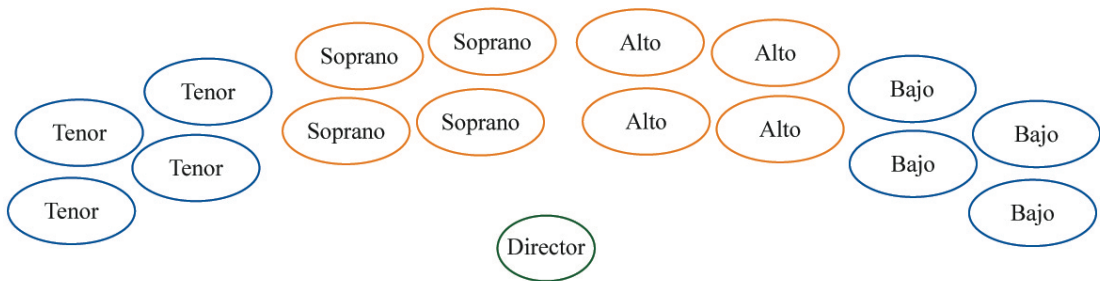 Soprano
Soprano
Alto
Alto
Tenor
Bajo
Tenor
Soprano
Soprano
Alto
Alto
Bajo
Tenor
Bajo
Tenor
Bajo
Director